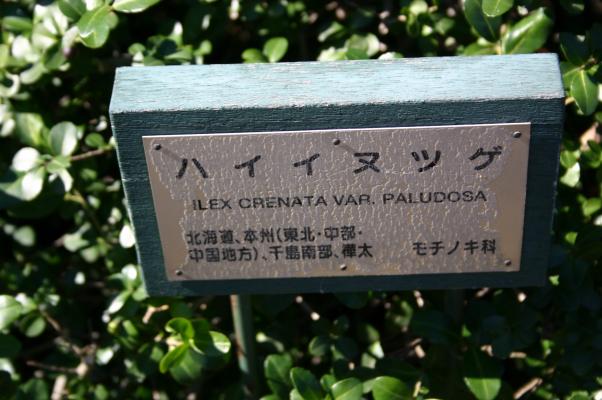 ハイイヌツゲ
ILEX CRENATA VAR. PALUDOSA
北海道、本州(東北・中部・
中国地方)、千島南部、樺太 モチノキ科